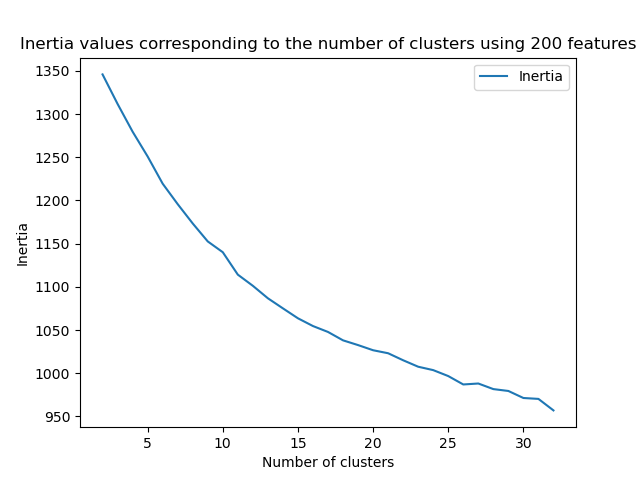 Inertia values corresponding to the number of clusters using 200 features
Inertia
1350
1300
1250
1200
1150
1100
1050
1000
950
Inertia
5 10 15 20 25 30
Number of clusters